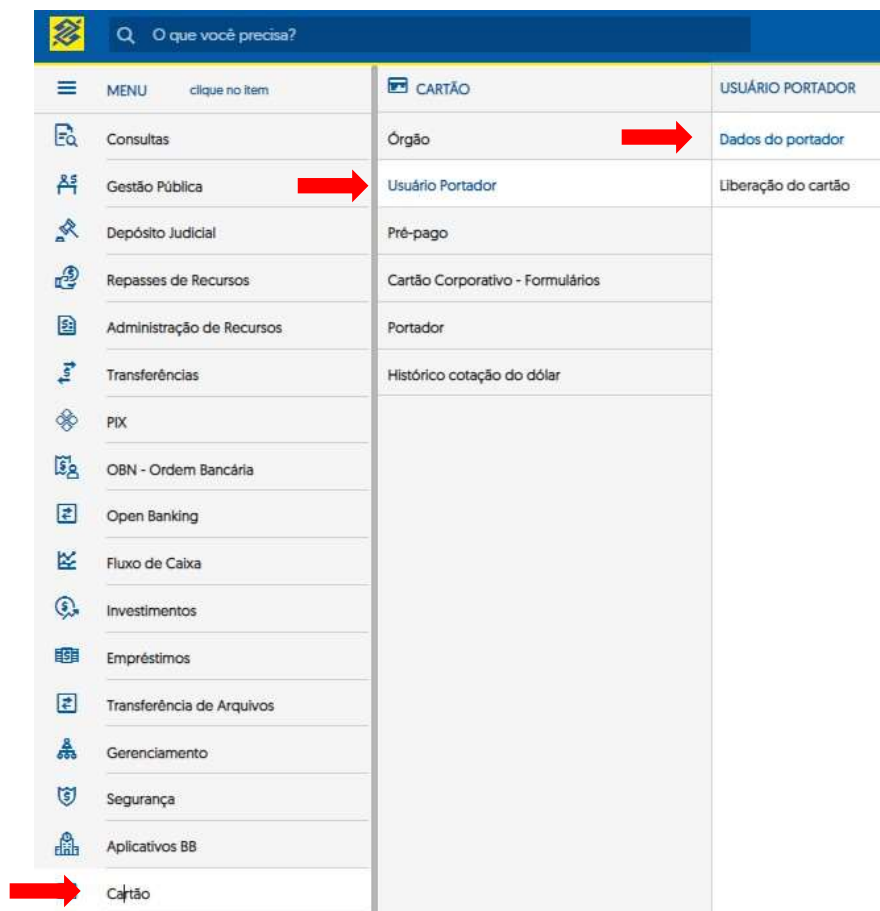 O que você precisa?
MENU clique no item
Consultas
Gestão Pública
Depósito Judicial
Repasses de Recursos
Administração de Recursos
Transferências
PIX
OBN - Ordem Bancária
Open Banking
Fluxo de Caixa
Investimentos
Empréstimos
Transferência de Arquivos
Gerenciamento
Segurança
Aplicativos BB
Cartão
CARTÃO
Órgão
Usuário Portador
Pré-pago
Cartão Corporativo - Formulários
Portador
Histórico cotação do dólar
USUÁRIO PORTADOR
Dados do portador
Liberação do cartão